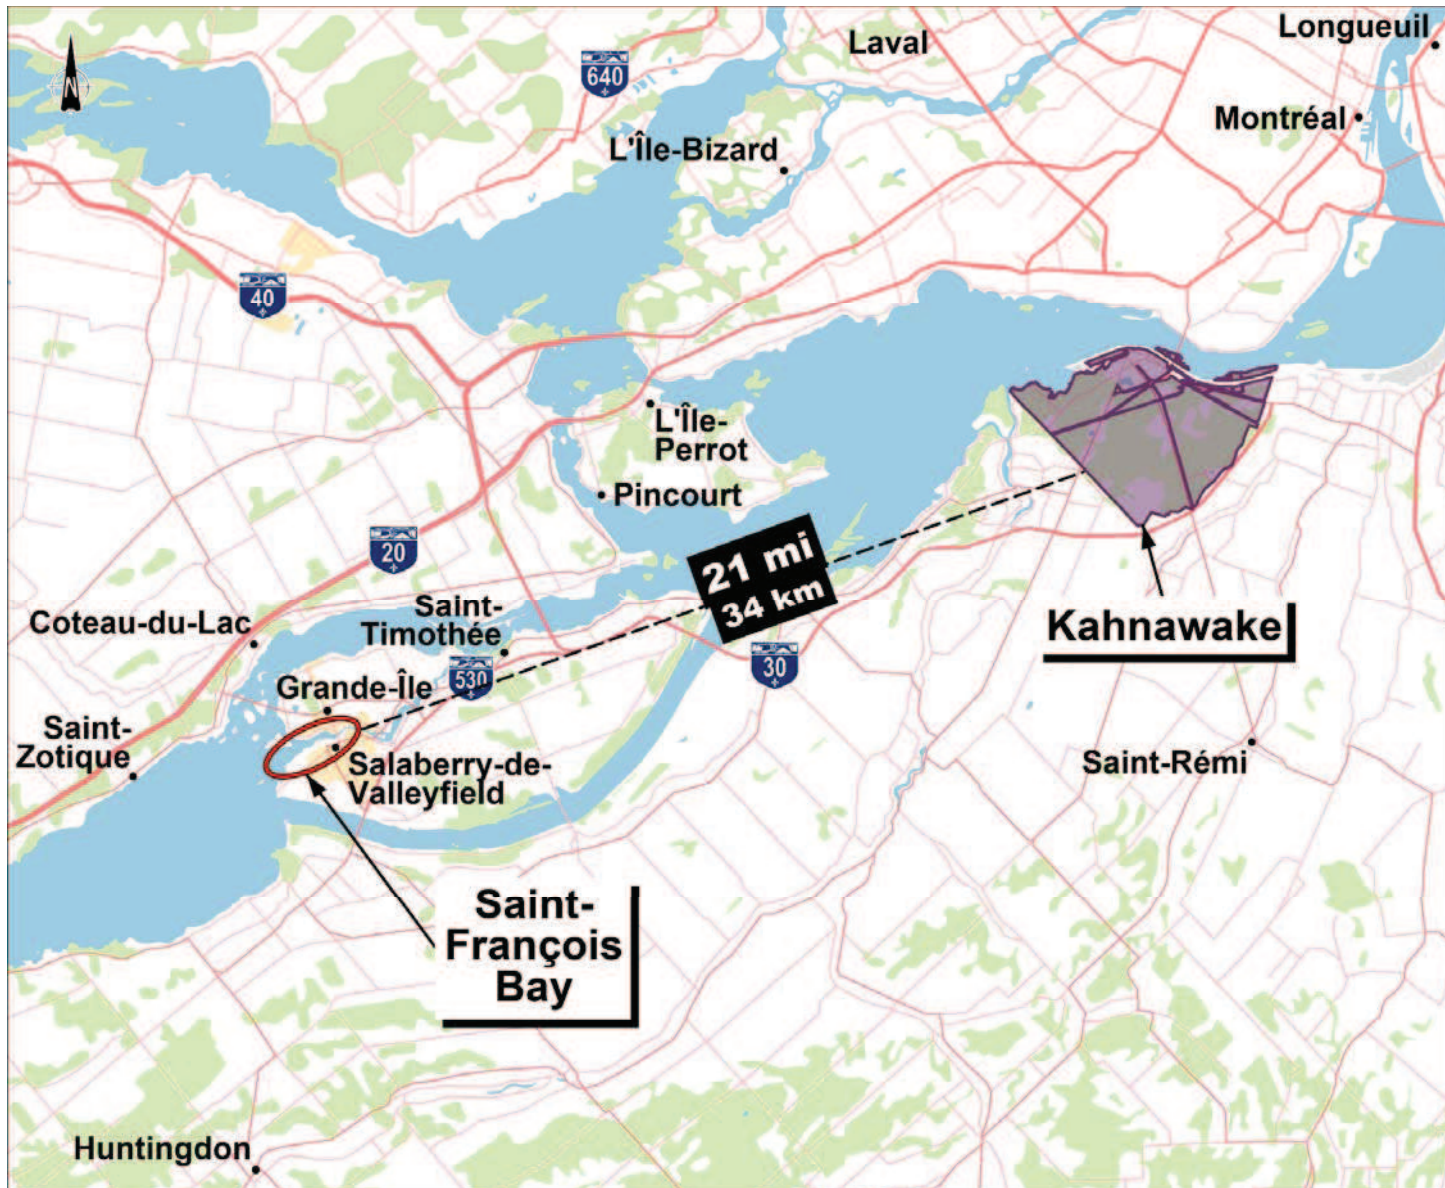 Longueuil
Laval
N
640
Montréal
L'Île-Bizard
40
L'Île-
Perrot
Pincourt
20
21 mi
34 km
Saint-
Timothée
Coteau-du-Lac
Kahnawake
30
530
Grande-Île
Saint-
Zotique
Salaberry-de-
Valleyfield
Saint-Rémi
Saint-
François
Bay
Huntingdon